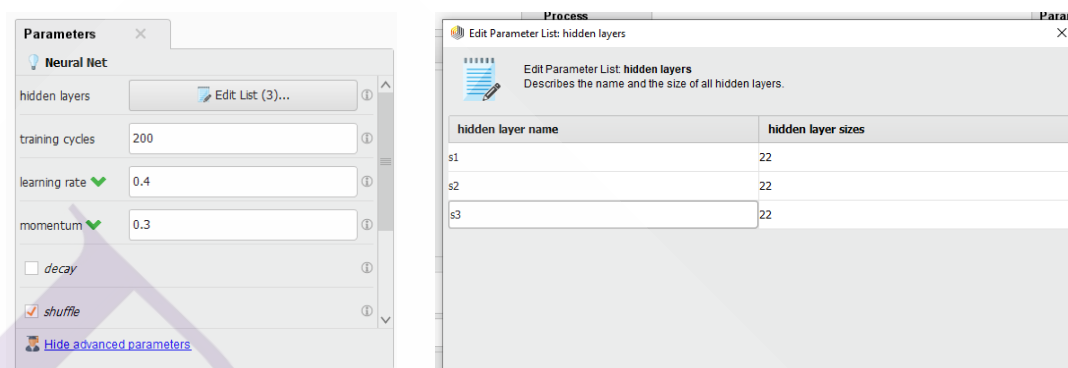 Parameters
Neural Net
hidden layers
Edit List (3)...
training cycles
200
learning rate
0.4
momentum
0.3
decay
shuffle
Hide advanced parameters
Process
Para
Edit Parameter List: hidden layers
Edit Parameter List: hidden layers
Describes the name and the size of all hidden layers.
hidden layer name hidden layer sizes
s1 22
s2 22
s3 22